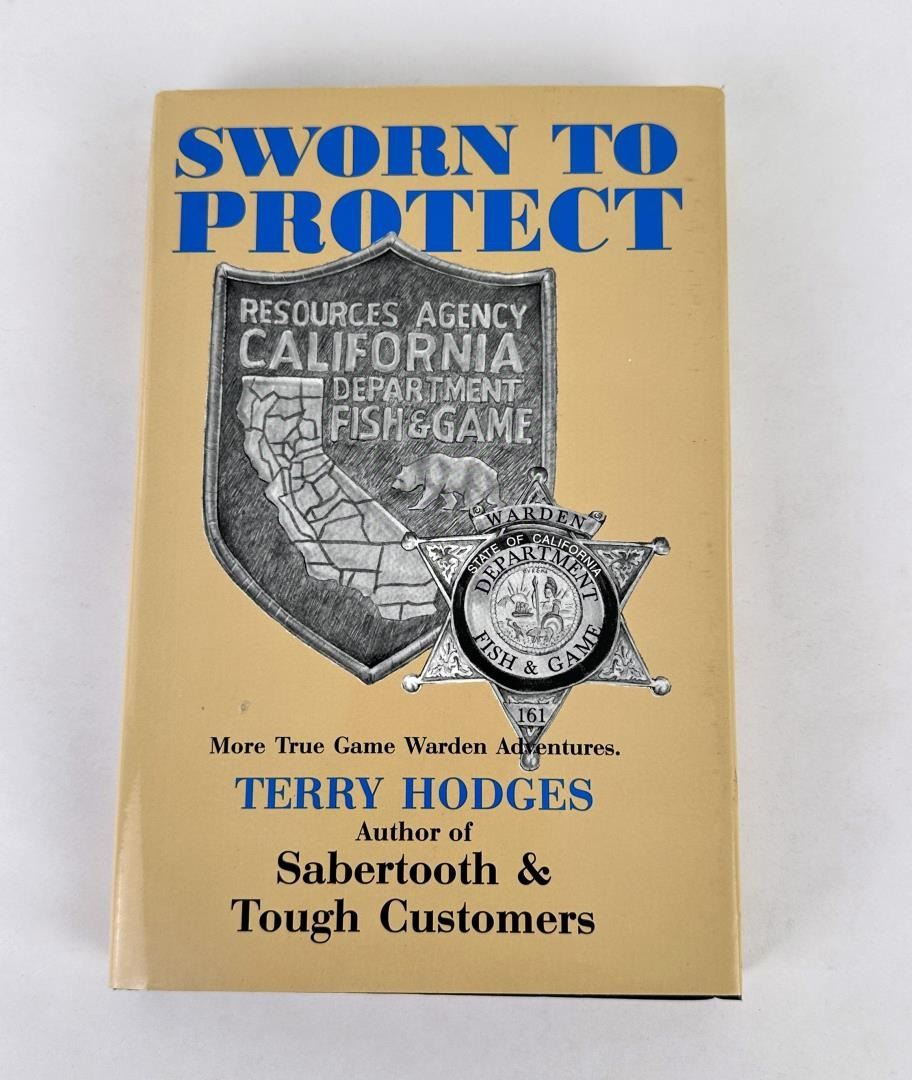 SWORN TO
PROTECT
RESOURCES AGENCY
CALIFORNIA
DEPARTMENT
FISH & GAME
WARDEN
STATE OF CALIFORNIA
DEPARTMENT
FISH & GAME
161
More True Game Warden Adventures.
TERRY HODGES
Author of
Sabertooth &
Tough Customers